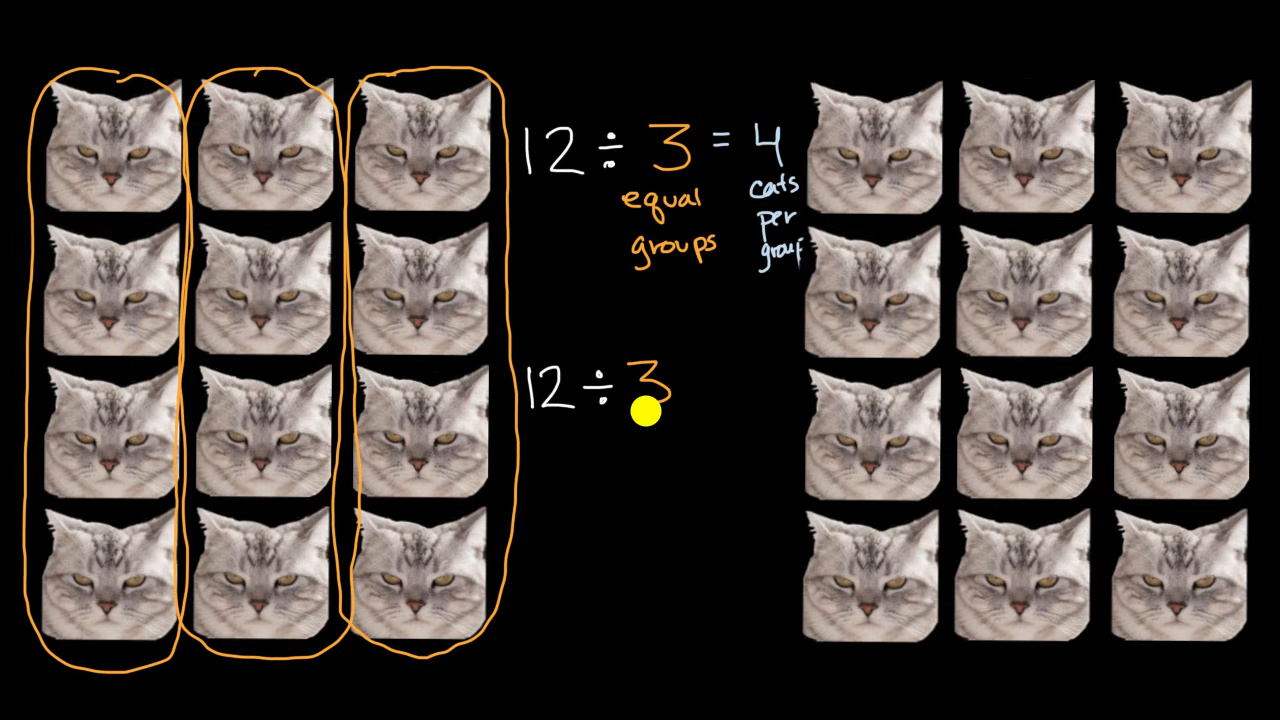 12 ÷ 3 = 4
equal
groups
cats
per
group
12 ÷ 3